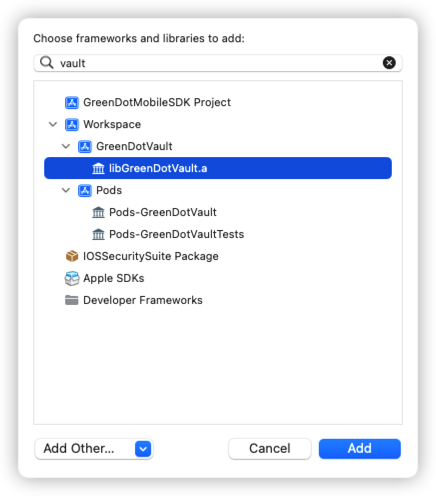 Choose frameworks and libraries to add:
vault
GreenDotMobileSDK Project
Workspace
GreenDotVault
libGreenDotVault.a
Pods
Pods-GreenDotVault
Pods-GreenDotVaultTests
IOSSecuritySuite Package
Apple SDKs
Developer Frameworks
Add Other... Cancel Add